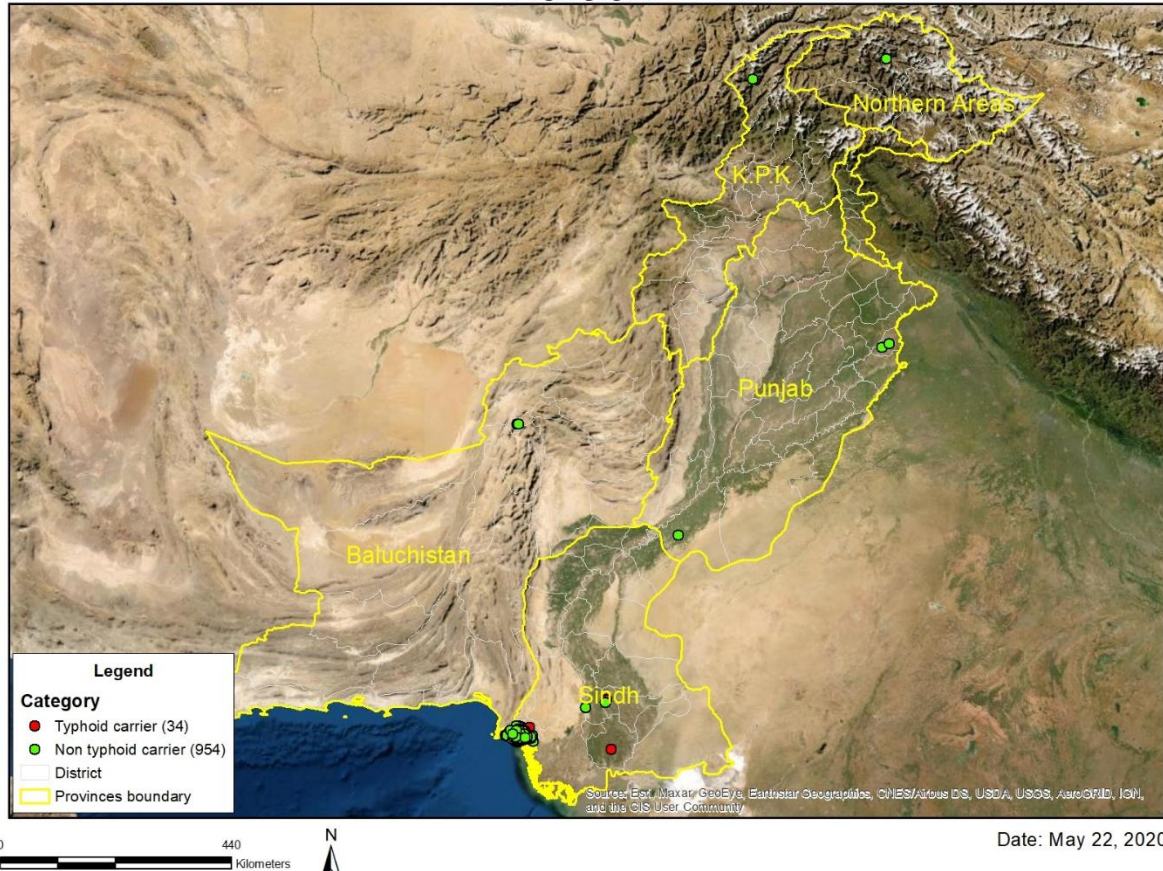 Northern Areas
K.P.K
Punjab
Baluchistan
Sindh
Legend
Category
Typhoid carrier (34)
Non typhoid carrier (954)
District
Provinces boundary
Source: Esri, Maxar, GeoEye, Earthstar Geographics, CNES/Airbus DS, USDA, USGS, AeroGRID, IGN,
and the GIS User Community
N
0 440
Kilometers
Date: May 22, 2020